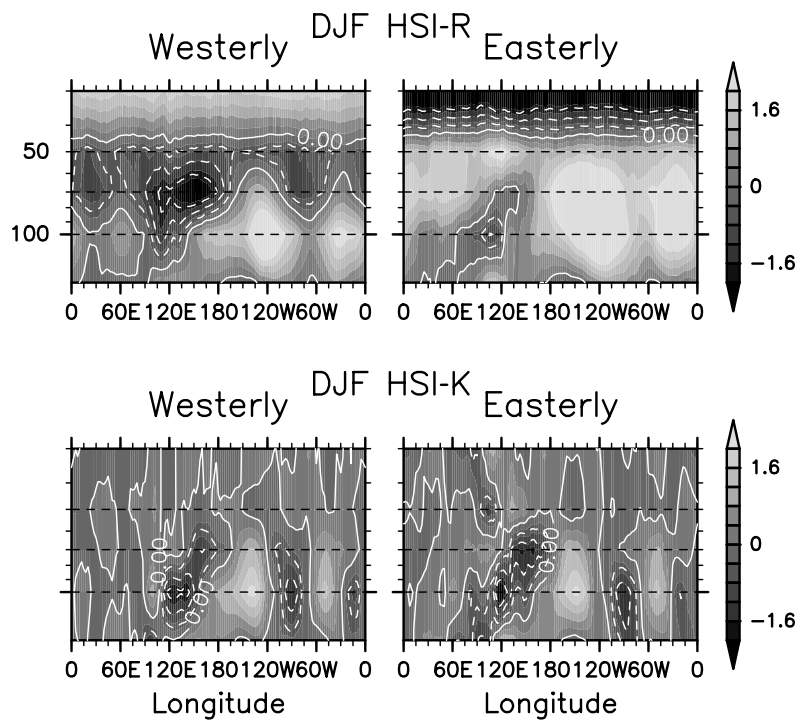 DJF HSI-R
Westerly Easterly
0.00 0.00
50
100
1.6
0
-1.6
0 60E 120E 180 120W 60W 0 0 60E 120E 180 120W 60W 0
DJF HSI-K
Westerly Easterly
0.00 0.00 0.00
1.6
0
-1.6
0 60E 120E 180 120W 60W 0 0 60E 120E 180 120W 60W 0
Longitude Longitude